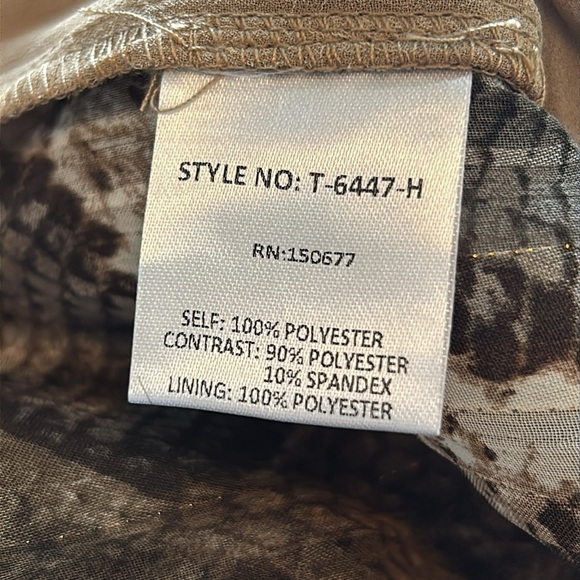 STYLE NO: T-6447-H
RN:150677
SELF: 100% POLYESTER
CONTRAST: 90% POLYESTER
10% SPANDEX
LINING: 100% POLYESTER